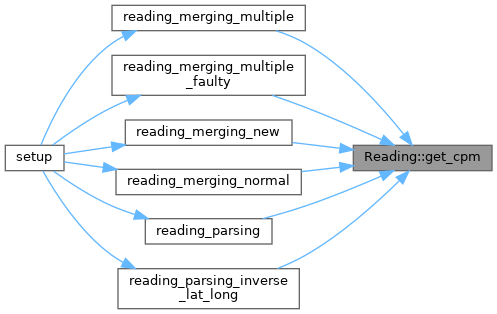 reading_merging_multiple
reading_merging_multiple
_faulty
reading_merging_new
setup
Reading::get_cpm
reading_merging_normal
reading_parsing
reading_parsing_inverse
_lat_long